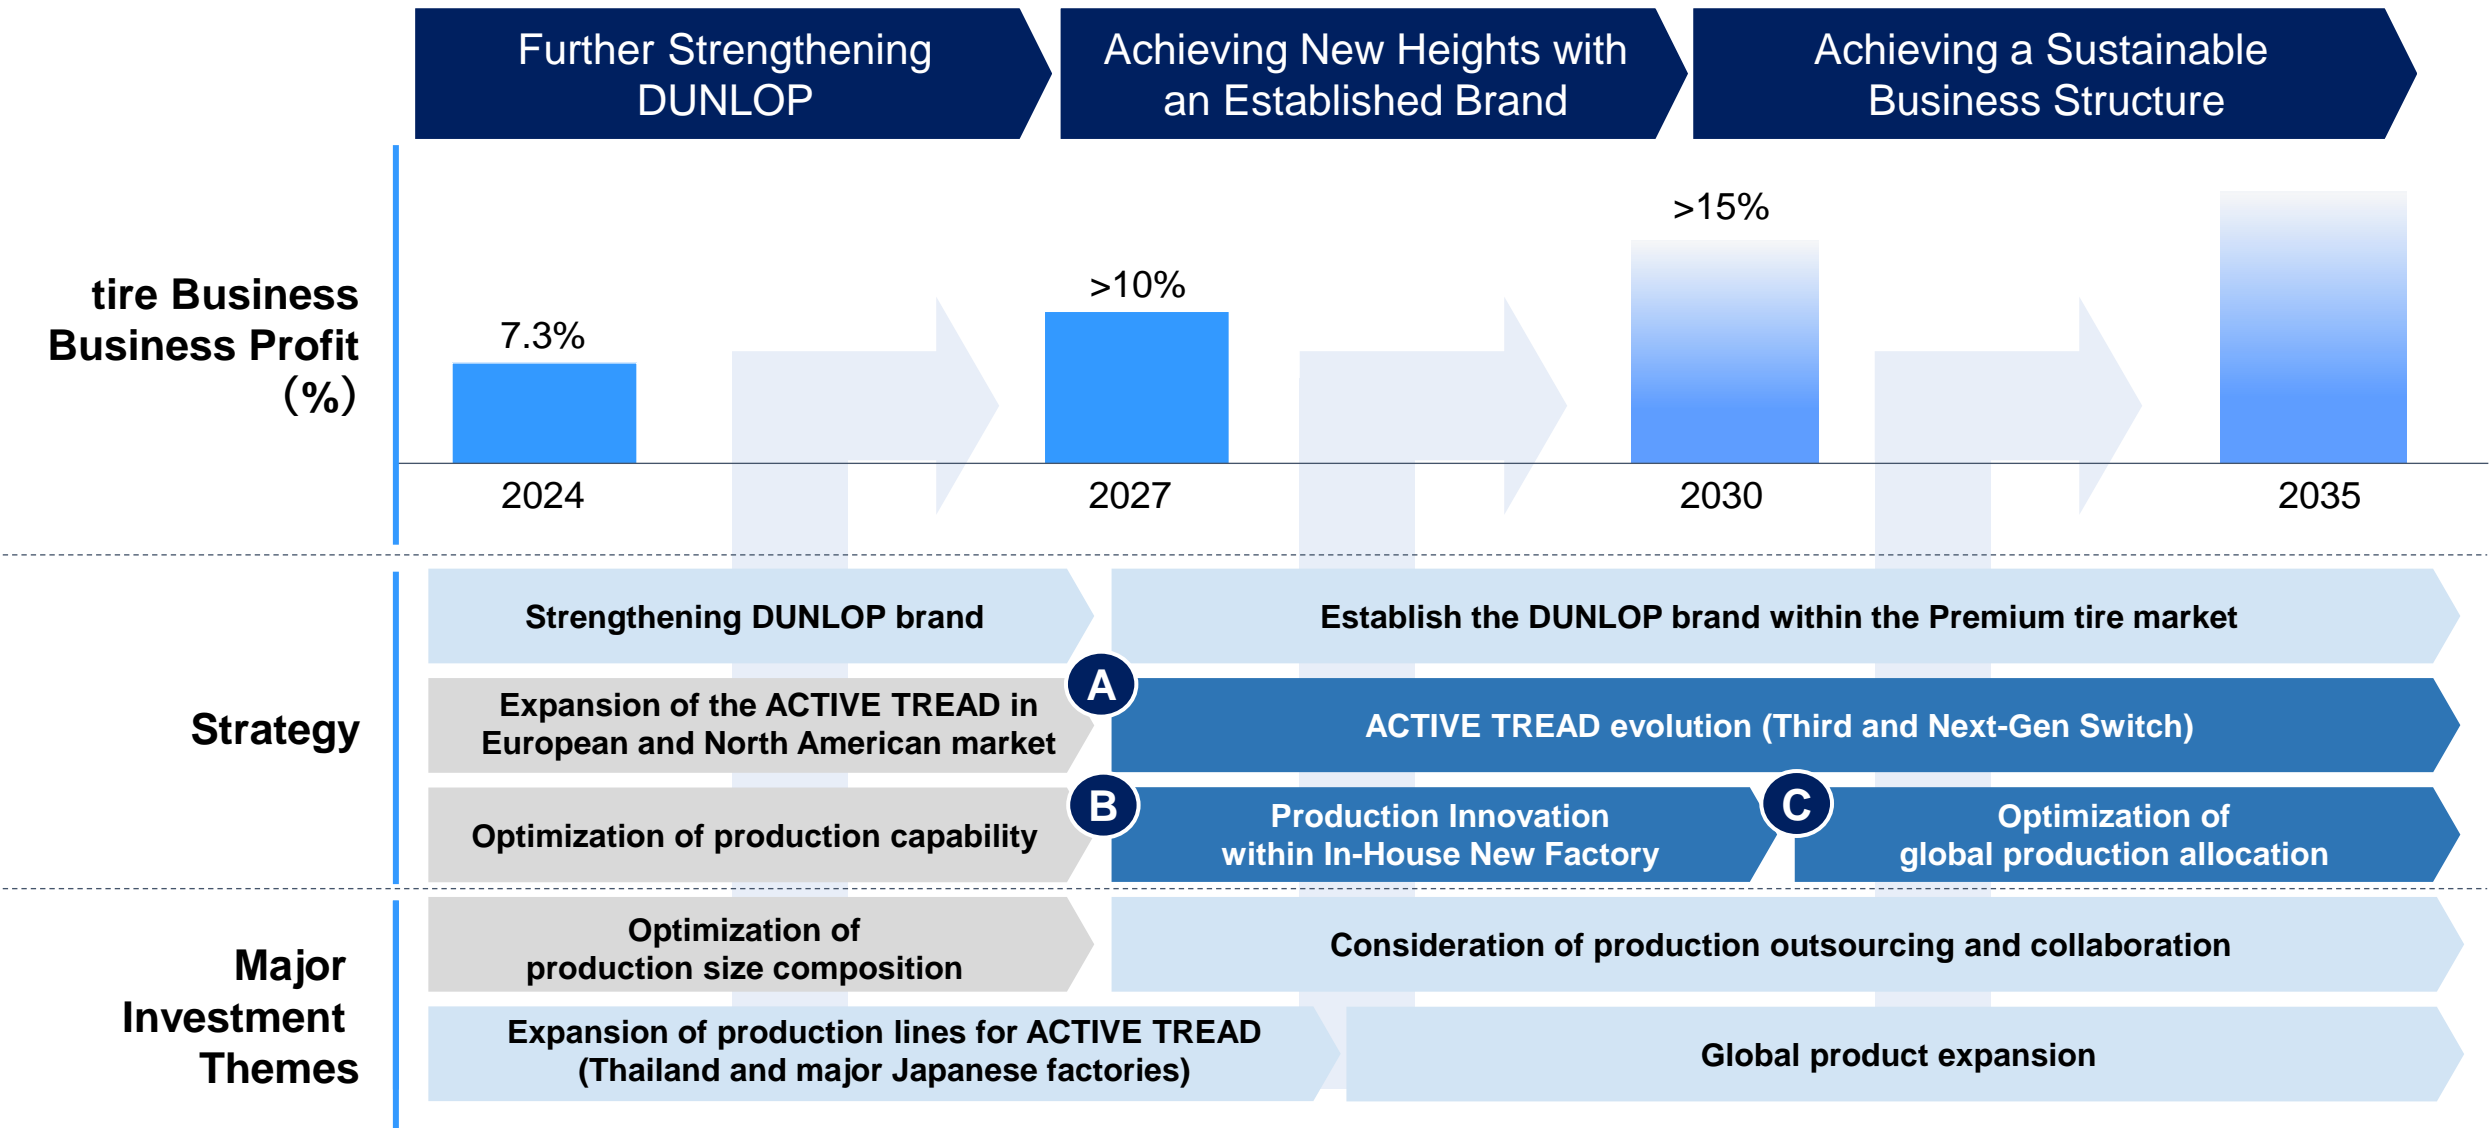 Further Strengthening
DUNLOP
Achieving New Heights with
an Established Brand
Achieving a Sustainable
Business Structure
tire Business
Business Profit
(%)
7.3%
>10%
>15%
2024
2027
2030
2035
Strategy
Strengthening DUNLOP brand
Establish the DUNLOP brand within the Premium tire market
Expansion of the ACTIVE TREAD in
European and North American market
A
ACTIVE TREAD evolution (Third and Next-Gen Switch)
Optimization of production capability
B
Production Innovation
within In-House New Factory
C
Optimization of
global production allocation
Major
Investment
Themes
Optimization of
production size composition
Consideration of production outsourcing and collaboration
Expansion of production lines for ACTIVE TREAD
(Thailand and major Japanese factories)
Global product expansion